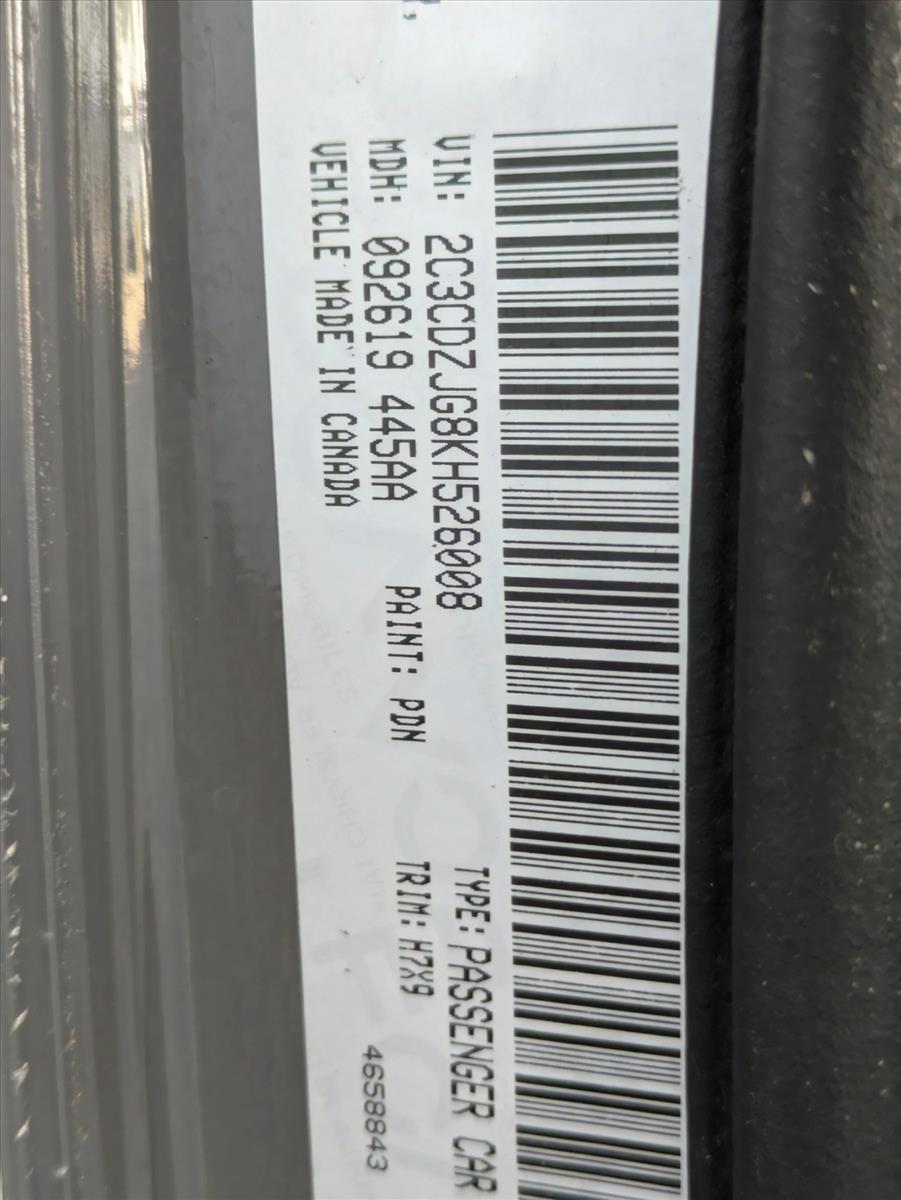 VIN: 2C3CDZJG8KH526008 TYPE: PASSENGER CAR
MDH: 092619 445AA PAINT: PDN TRIM: H7X9
VEHICLE MADE IN CANADA 4658843